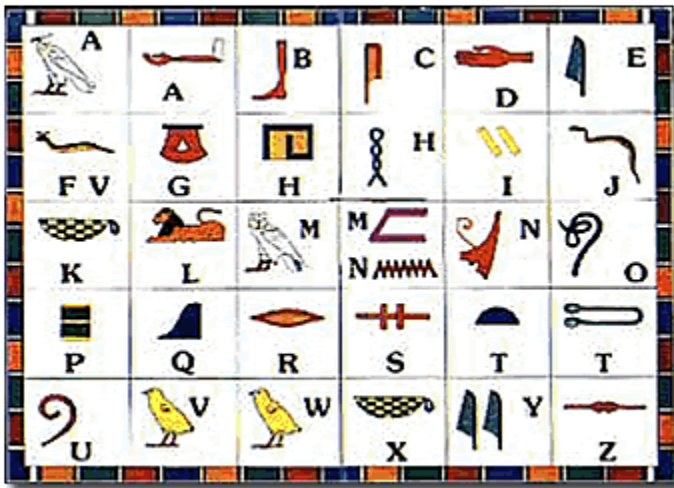 A A B C D E
F V G H H I J
K L M M N N O
P Q R S T T
U V W X Y Z